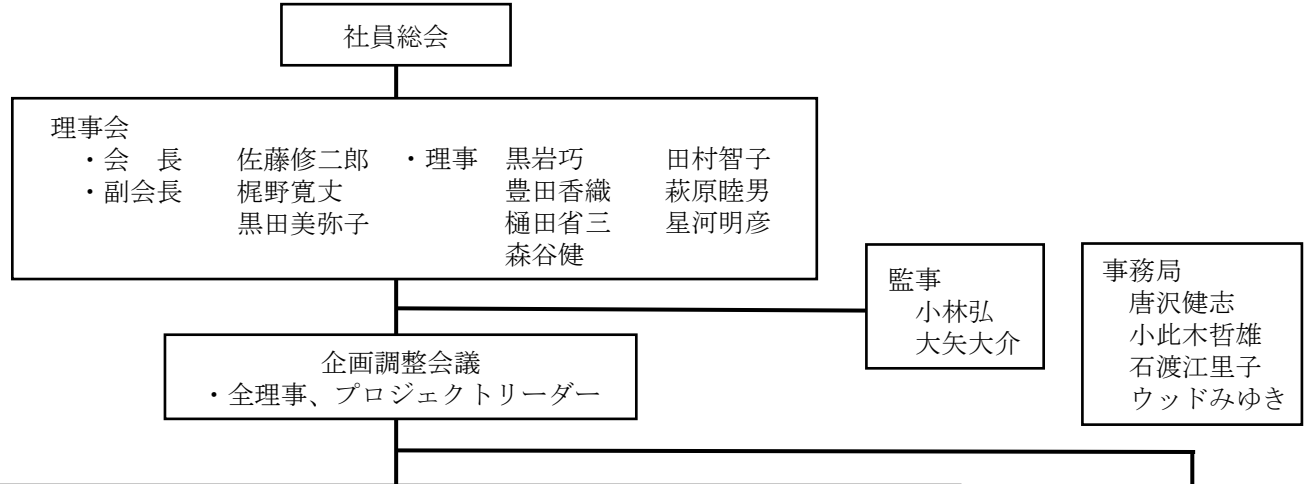 社員総会
理事会
・会　長　佐藤修二郎　・理事　黒岩巧　田村智子
・副会長　梶野寛丈　豊田香織　萩原睦男
黒田美弥子　樋田省三　星河明彦
森谷健
監事
小林弘
大矢大介
事務局
唐沢健志
小此木哲雄
石渡江里子
ウッドみゆき
企画調整会議
・全理事、プロジェクトリーダー